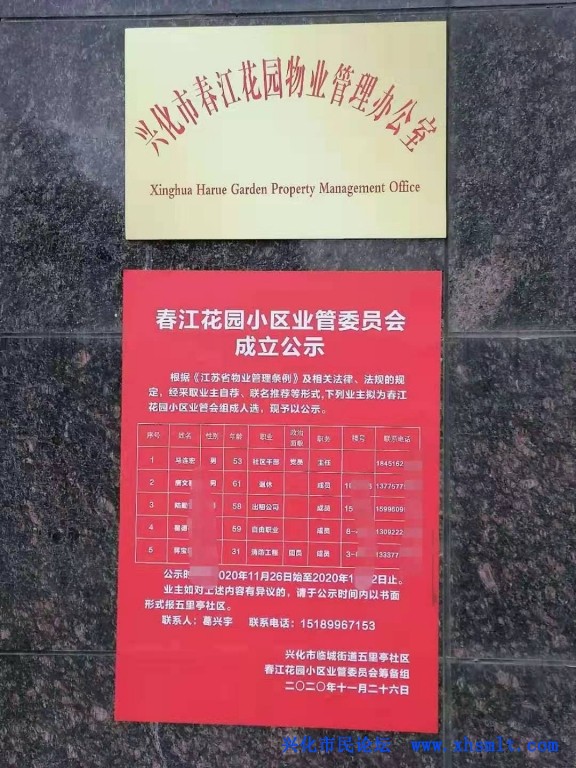 兴化市春江花园物业管理办公室
Xinghua Harue Garden Property Management Office
春江花园小区业管委员会
成立公示
根据《江苏省物业管理条例》及相关法律、法规的规
定，经采取业主自荐、联名推荐等形式,下列业主拟为春江
花园小区业管会组成人选，现予以公示。
序号 姓名 性别 年龄 职业 政治面貌 职务 楼号 联系电话
1 男 53 社区干部 党员 主任 1845162
2 男 61 退休 成员 1377577
3 58 出租公司 成员 15 1599609
4 59 自由职业 成员 8- 1309222
5 31 消防工程 团员 成员 3- 133377
公示时 020年11月26日始至2020年1 2日止。
业主如对上述内容有异议的，请于公示时间内以书面
形式报五里亭社区。
联系人：葛兴宇 联系电话：15189967153
兴化市临城街道五里亭社区
春江花园小区业管委员会筹备组
二〇二〇年十一月二十六日
兴化市民论坛 www.xhsmlt.com